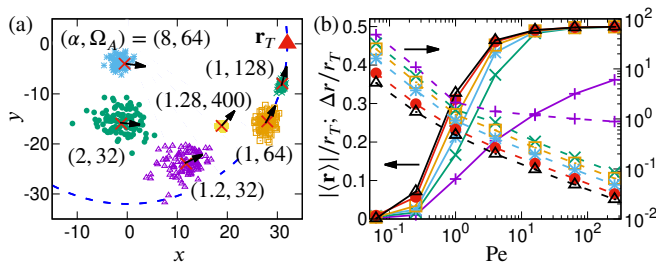 (a)
(α, Ω_A) = (8, 64)
r_T
(1, 128)
(1.28, 400)
(2, 32)
(1, 64)
(1.2, 32)
0
-10
-20
-30
y
-10 0 10 20 30
x
(b)
0.5
0.4
0.3
0.2
0.1
0
|⟨r⟩|/r_T; Δr/r_T
10^2
10^1
10^0
10^-1
10^-2
10^-1 10^0 10^1 10^2
Pe